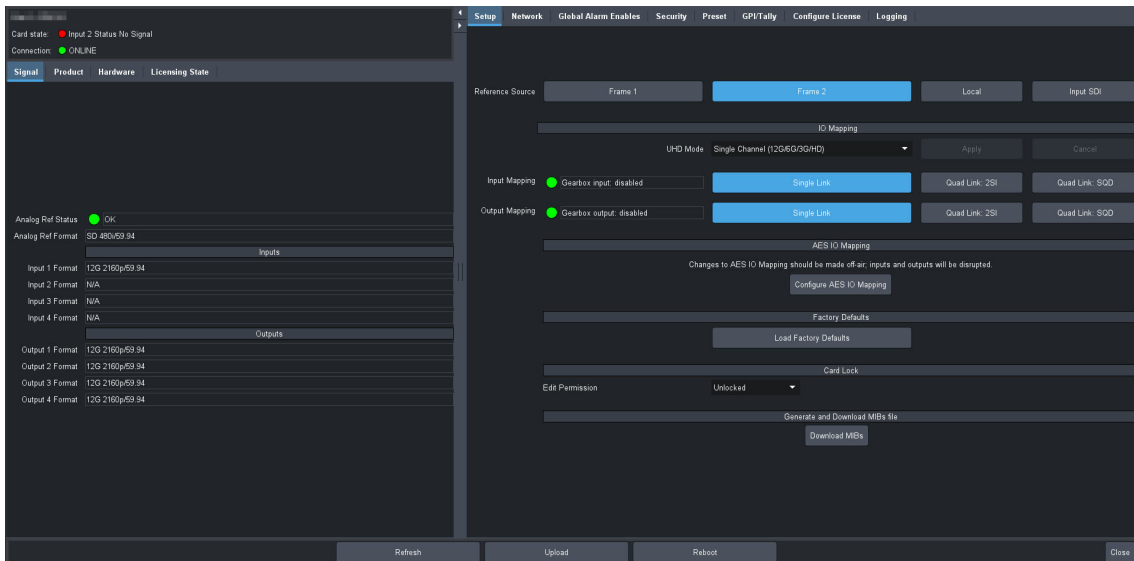 Card state: Input 2 Status No Signal
Connection: ONLINE
Signal Product Hardware Licensing State
Analog Ref Status OK
Analog Ref Format SD 480i/59.94
Inputs
Input 1 Format 12G 2160p/59.94
Input 2 Format N/A
Input 3 Format N/A
Input 4 Format N/A
Outputs
Output 1 Format 12G 2160p/59.94
Output 2 Format 12G 2160p/59.94
Output 3 Format 12G 2160p/59.94
Output 4 Format 12G 2160p/59.94
Setup Network Global Alarm Enables Security Preset GPI/Tally Configure License Logging
Reference Source Frame 1 Frame 2 Local Input SDI
IO Mapping
UHD Mode Single Channel (12G/6G/3G/HD) Apply Cancel
Input Mapping Gearbox input: disabled Single Link Quad Link: 2SI Quad Link: SQD
Output Mapping Gearbox output: disabled Single Link Quad Link: 2SI Quad Link: SQD
AES IO Mapping
Changes to AES IO Mapping should be made off-air; inputs and outputs will be disrupted.
Configure AES IO Mapping
Factory Defaults
Load Factory Defaults
Card Lock
Edit Permission Unlocked
Generate and Download MIBs file
Download MIBs
Refresh Upload Reboot Close